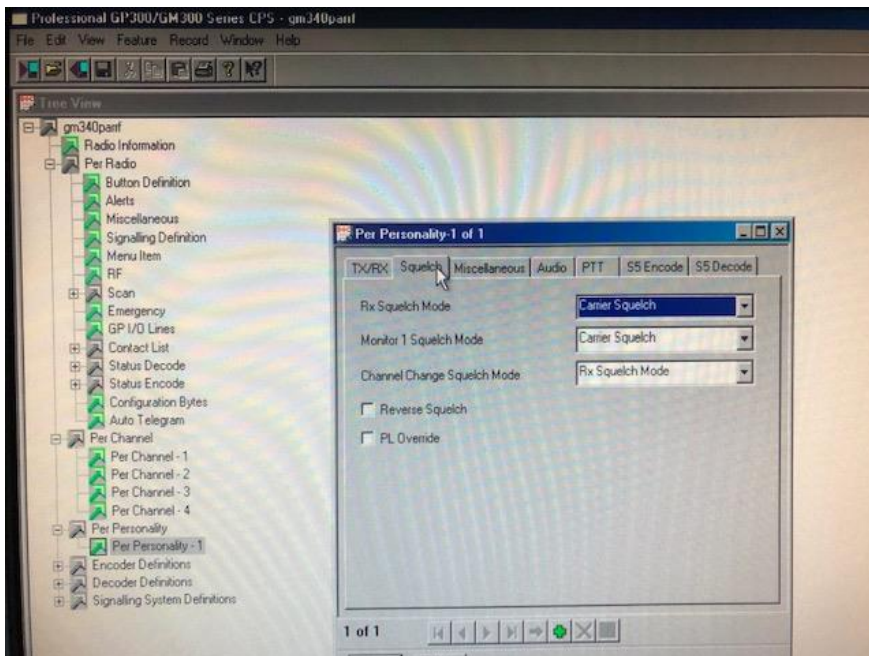 Professional GP300/GM300 Series CPS - gm340panf
File Edit View Feature Record Window Help
Tree View
gm340panf
Radio Information
Per Radio
Button Definition
Alerts
Miscellaneous
Signalling Definition
Menu Item
RF
Scan
Emergency
GP I/O Lines
Contact List
Status Decode
Status Encode
Configuration Bytes
Auto Telegram
Per Channel
Per Channel - 1
Per Channel - 2
Per Channel - 3
Per Channel - 4
Per Personality
Per Personality - 1
Encoder Definitions
Decoder Definitions
Signalling System Definitions
Per Personality-1 of 1
TX/RX Squelch Miscellaneous Audio PTT S5 Encode S5 Decode
Rx Squelch Mode Carrier Squelch
Monitor 1 Squelch Mode Carrier Squelch
Channel Change Squelch Mode Rx Squelch Mode
Reverse Squelch
PL Override
1 of 1